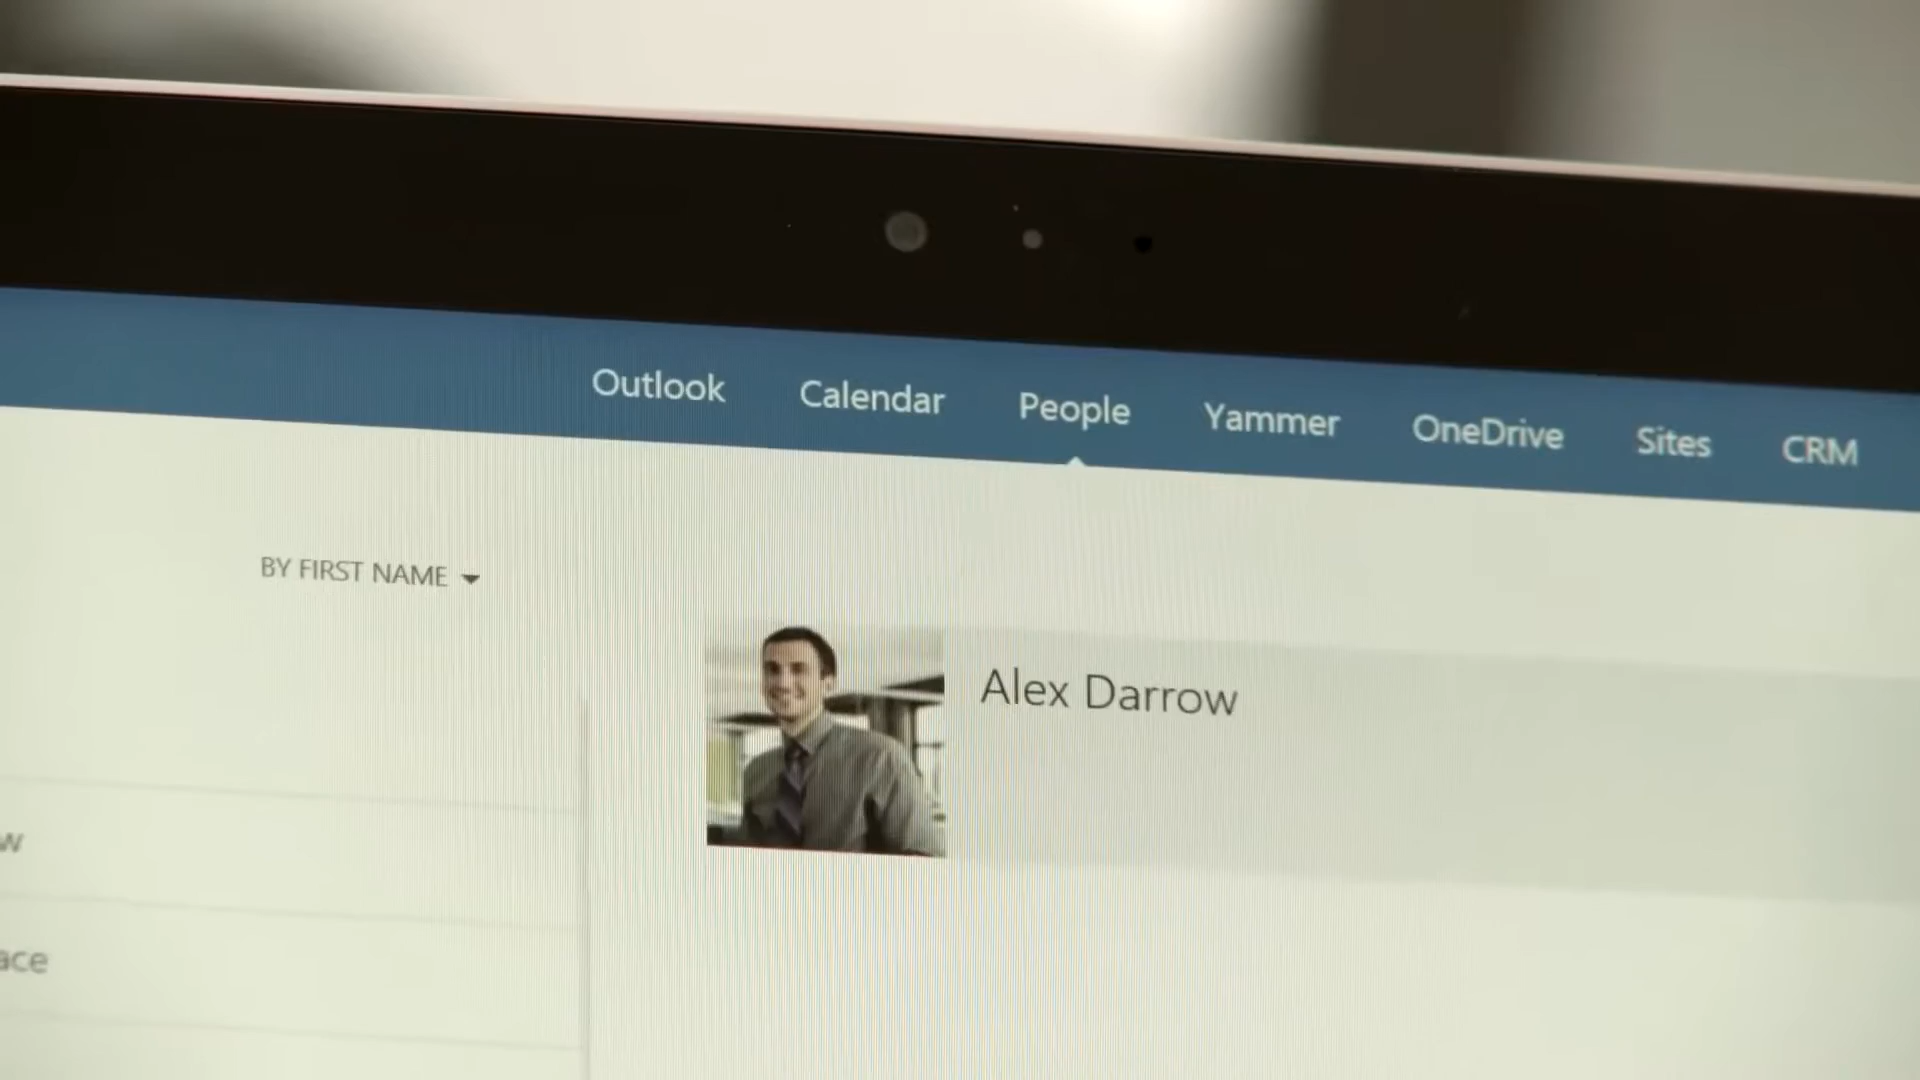 Outlook Calendar People Yammer OneDrive Sites CRM
BY FIRST NAME
Alex Darrow